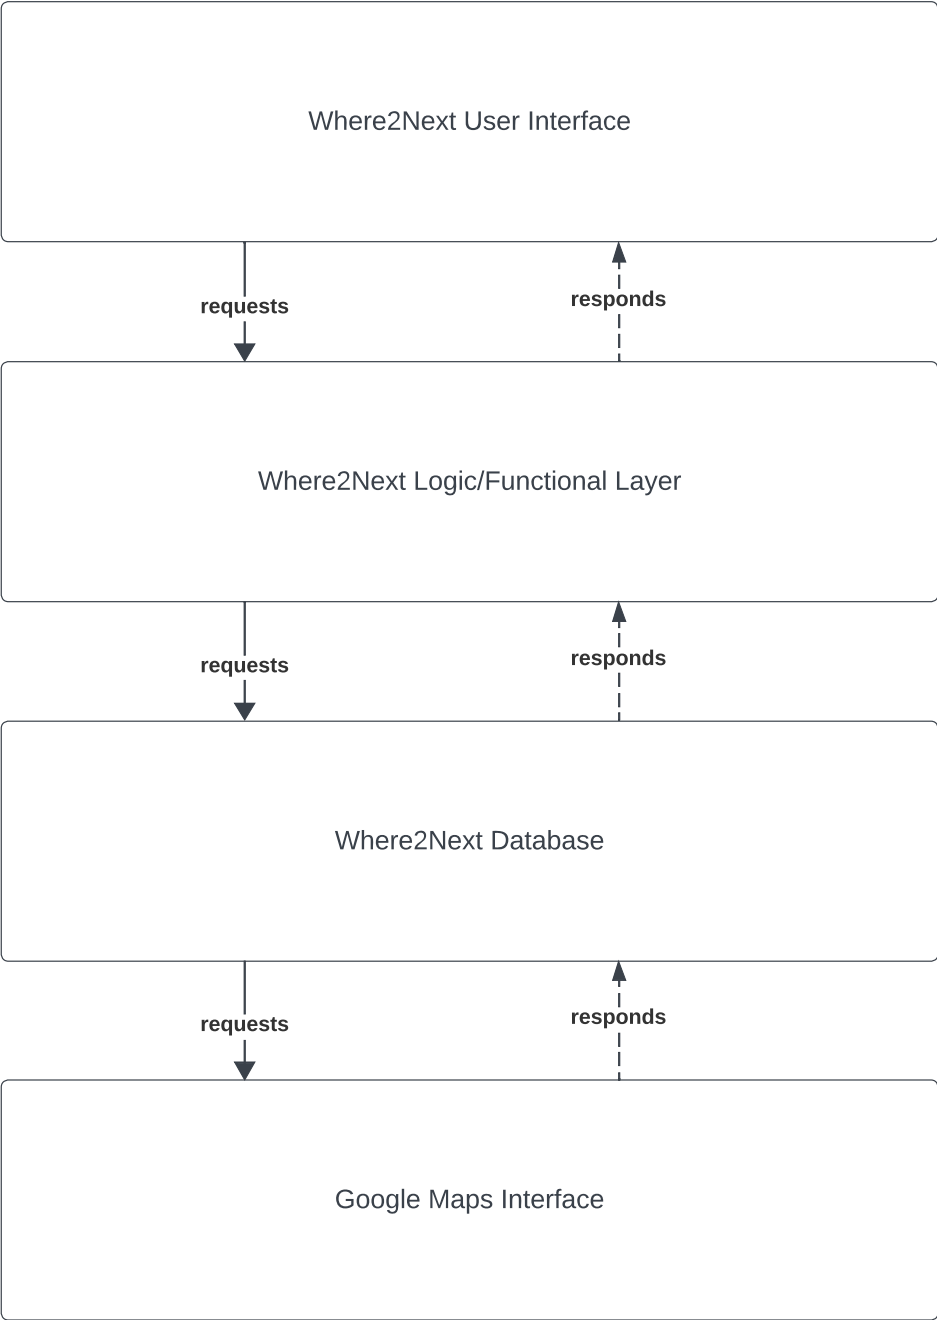 Where2Next User Interface
requests
responds
Where2Next Logic/Functional Layer
requests
responds
Where2Next Database
requests
responds
Google Maps Interface